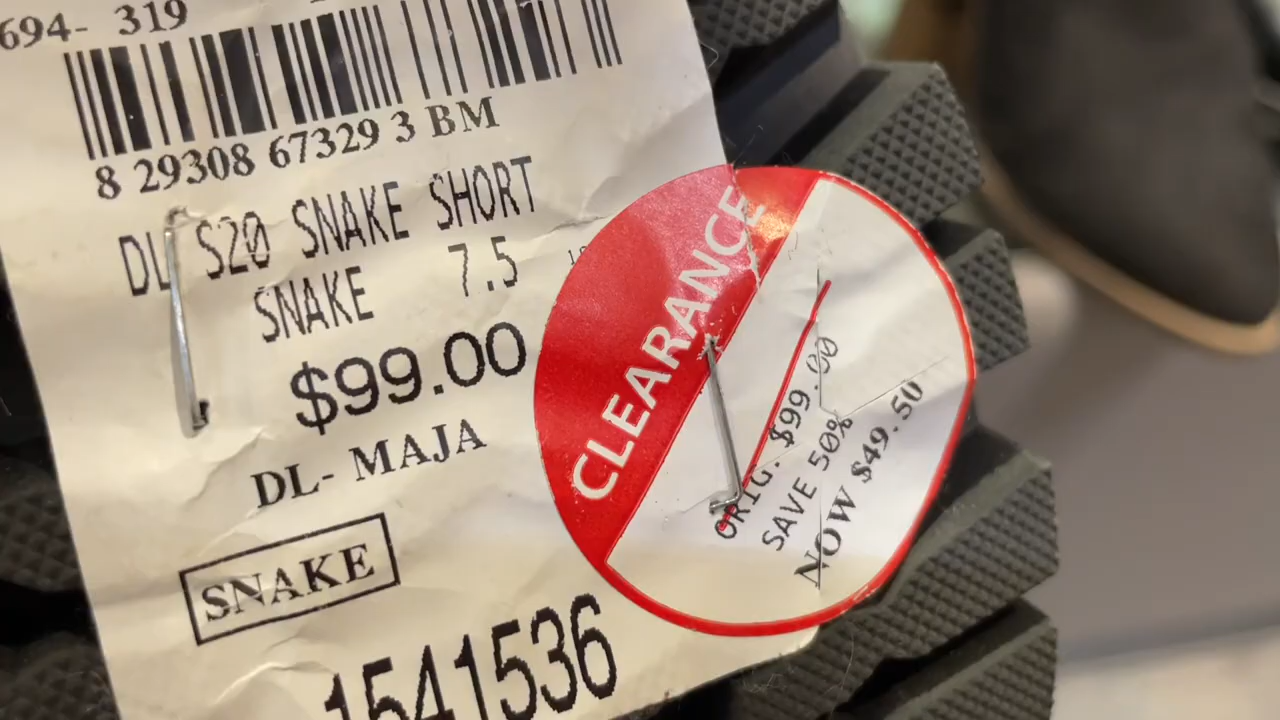 694- 319
8 29308 67329 3 BM
DL S20 SNAKE SHORT
SNAKE 7.5
$99.00
DL- MAJA
SNAKE
1541536
CLEARANCE
ORIG. $99.00
SAVE 50%
NOW $49.50